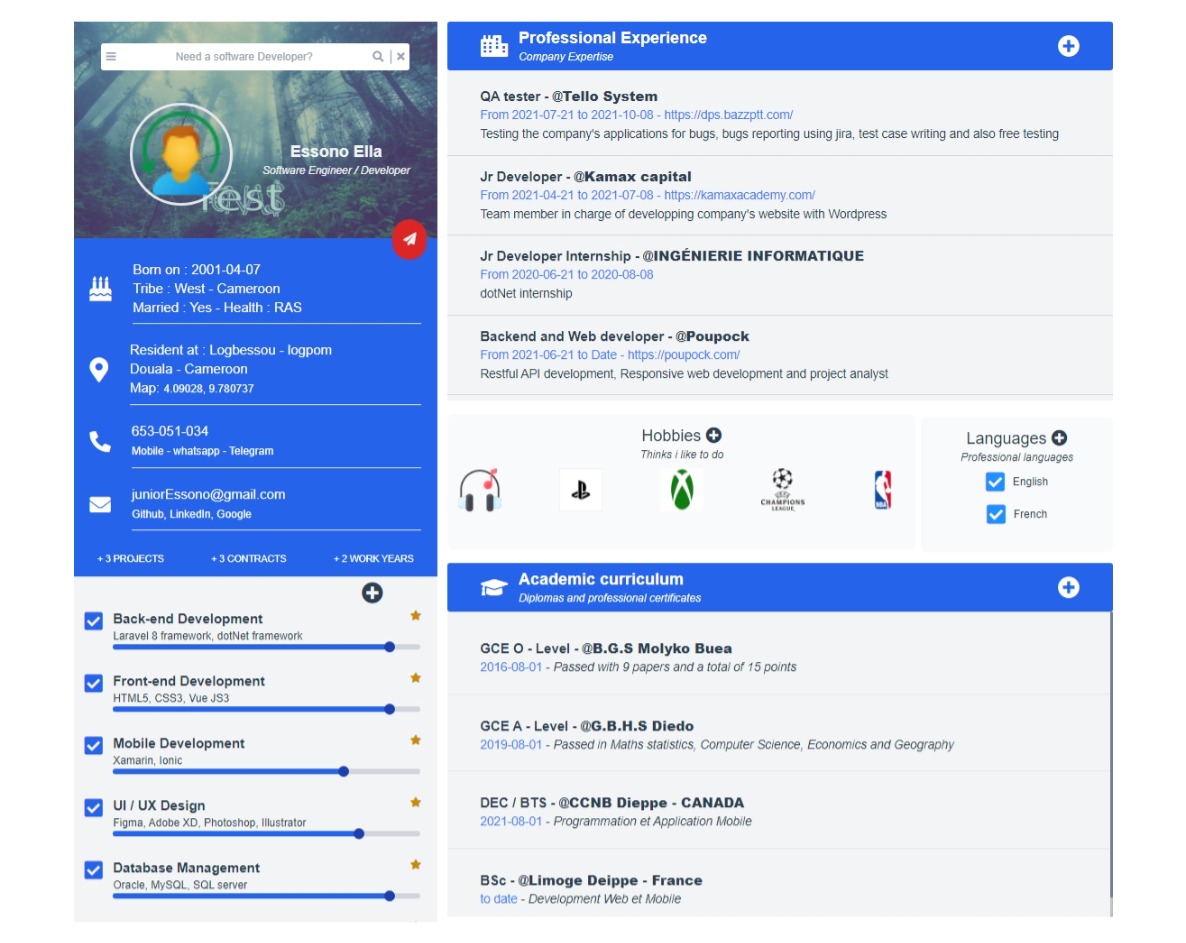 Need a software Developer?
Essono Ella
Software Engineer / Developer
Test
Born on : 2001-04-07
Tribe : West - Cameroon
Married : Yes - Health : RAS
Resident at : Logbessou - logpom
Douala - Cameroon
Map: 4.09028, 9.780737
653-051-034
Mobile - whatsapp - Telegram
juniorEssono@gmail.com
Github, LinkedIn, Google
+ 3 PROJECTS + 3 CONTRACTS + 2 WORK YEARS
Back-end Development
Laravel 8 framework, dotNet framework
Front-end Development
HTML5, CSS3, Vue JS3
Mobile Development
Xamarin, Ionic
UI / UX Design
Figma, Adobe XD, Photoshop, Illustrator
Database Management
Oracle, MySQL, SQL server
Professional Experience
Company Expertise
QA tester - @Tello System
From 2021-07-21 to 2021-10-08 - https://dps.bazzptt.com/
Testing the company's applications for bugs, bugs reporting using jira, test case writing and also free testing
Jr Developer - @Kamax capital
From 2021-04-21 to 2021-07-08 - https://kamaxacademy.com/
Team member in charge of developping company's website with Wordpress
Jr Developer Internship - @INGÉNIERIE INFORMATIQUE
From 2020-06-21 to 2020-08-08
dotNet internship
Backend and Web developer - @Poupock
From 2021-06-21 to Date - https://poupock.com/
Restful API development, Responsive web development and project analyst
Hobbies
Thinks i like to do
CHAMPIONS
LEAGUE
NBA
Languages
Professional languages
English
French
Academic curriculum
Diplomas and professional certificates
GCE O - Level - @B.G.S Molyko Buea
2016-08-01 - Passed with 9 papers and a total of 15 points
GCE A - Level - @G.B.H.S Diedo
2019-08-01 - Passed in Maths statistics, Computer Science, Economics and Geography
DEC / BTS - @CCNB Dieppe - CANADA
2021-08-01 - Programmation et Application Mobile
BSc - @Limoge Deippe - France
to date - Development Web et Mobile